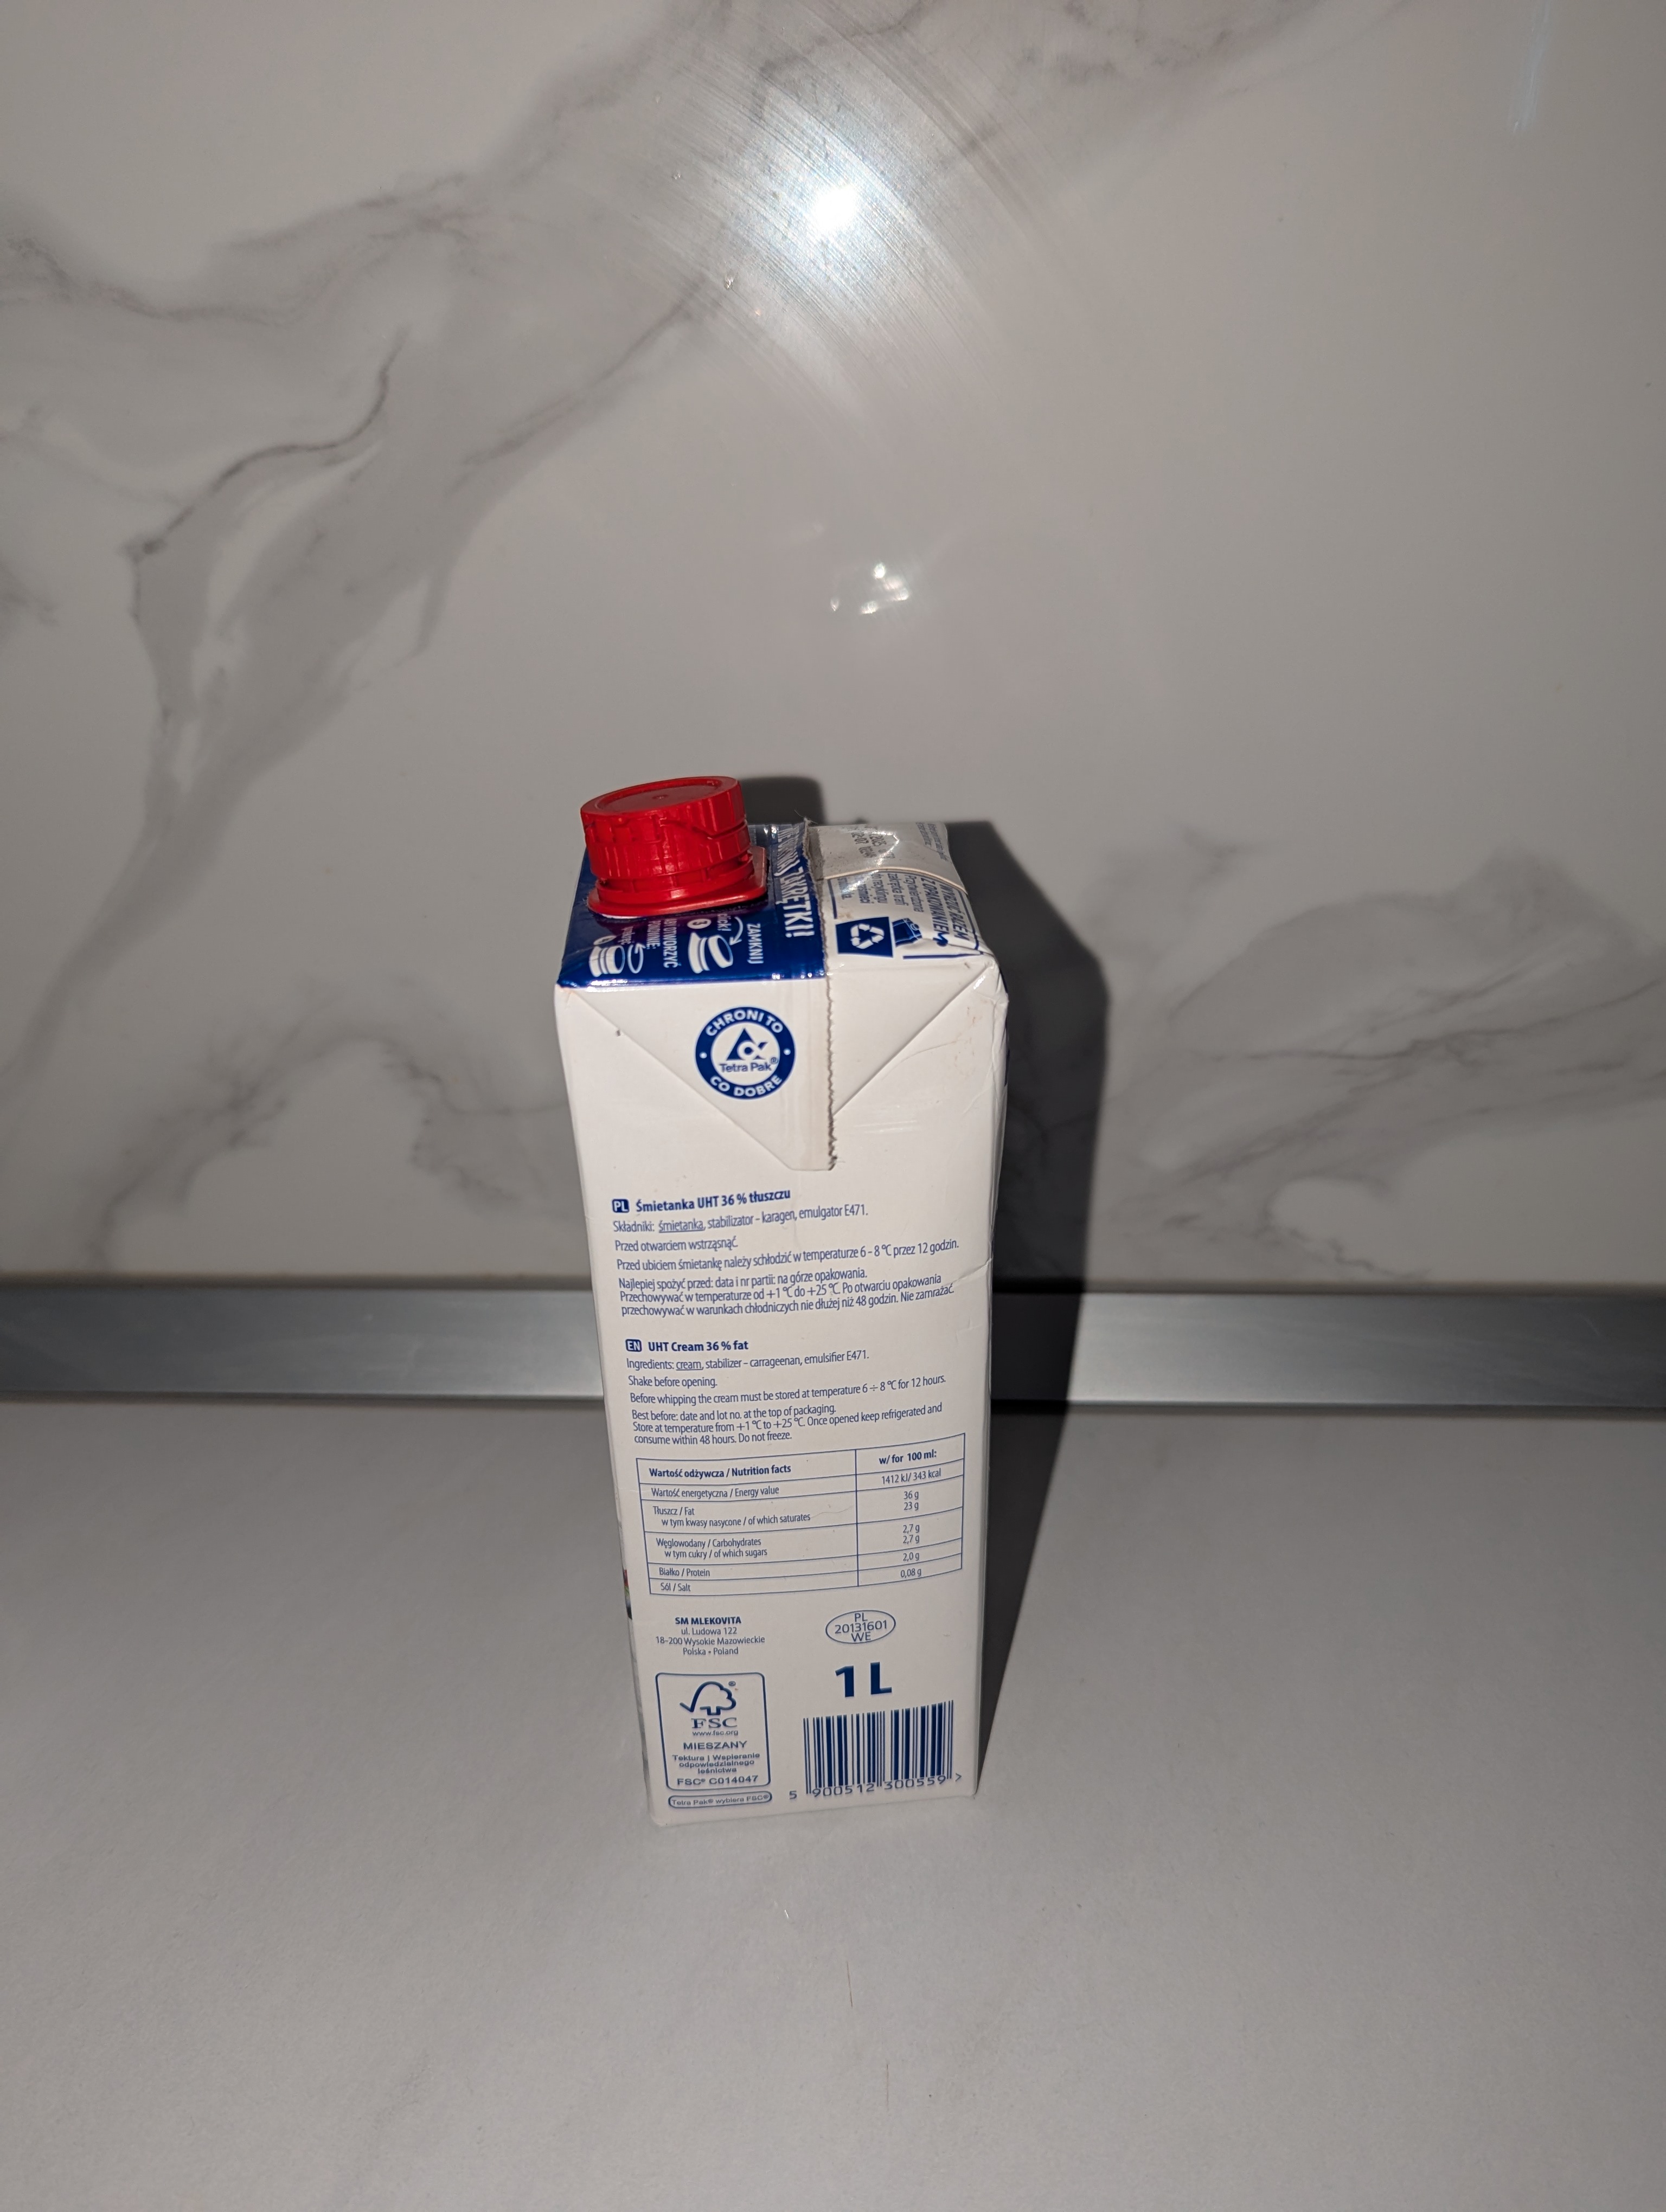 ZAKRĘTKI!
ZAMKNIJ
CHRONI TO
Tetra Pak®
CO DOBRE
PL Śmietanka UHT 36 % tłuszczu
Składniki: śmietanka, stabilizator – karagen, emulgator E471.
Przed otwarciem wstrząsnąć.
Przed ubiciem śmietankę należy schłodzić w temperaturze 6 – 8 °C przez 12 godzin.
Najlepiej spożyć przed: data i nr partii: na górze opakowania.
Przechowywać w temperaturze od +1 °C do +25 °C. Po otwarciu opakowania
przechowywać w warunkach chłodniczych nie dłużej niż 48 godzin. Nie zamrażać.
EN UHT Cream 36 % fat
Ingredients: cream, stabilizer – carrageenan, emulsifier E471.
Shake before opening.
Before whipping the cream must be stored at temperature 6 ÷ 8 °C for 12 hours.
Best before: date and lot no. at the top of packaging.
Store at temperature from +1 °C to +25 °C. Once opened keep refrigerated and
consume within 48 hours. Do not freeze.
Wartość odżywcza / Nutrition facts w/ for 100 ml:
Wartość energetyczna / Energy value 1412 kJ/ 343 kcal
Tłuszcz / Fat 36 g
w tym kwasy nasycone / of which saturates 23 g
Węglowodany / Carbohydrates 2,7 g
w tym cukry / of which sugars 2,7 g
Białko / Protein 2,0 g
Sól / Salt 0,08 g
SM MLEKOVITA
ul. Ludowa 122
18-200 Wysokie Mazowieckie
Polska • Poland
PL
20131601
WE
1 L
®
FSC
www.fsc.org
MIESZANY
Tektura | Wspieranie
odpowiedzialnego
leśnictwa
FSC® C014047
Tetra Pak® wybiera FSC®
5 900512 300559 >